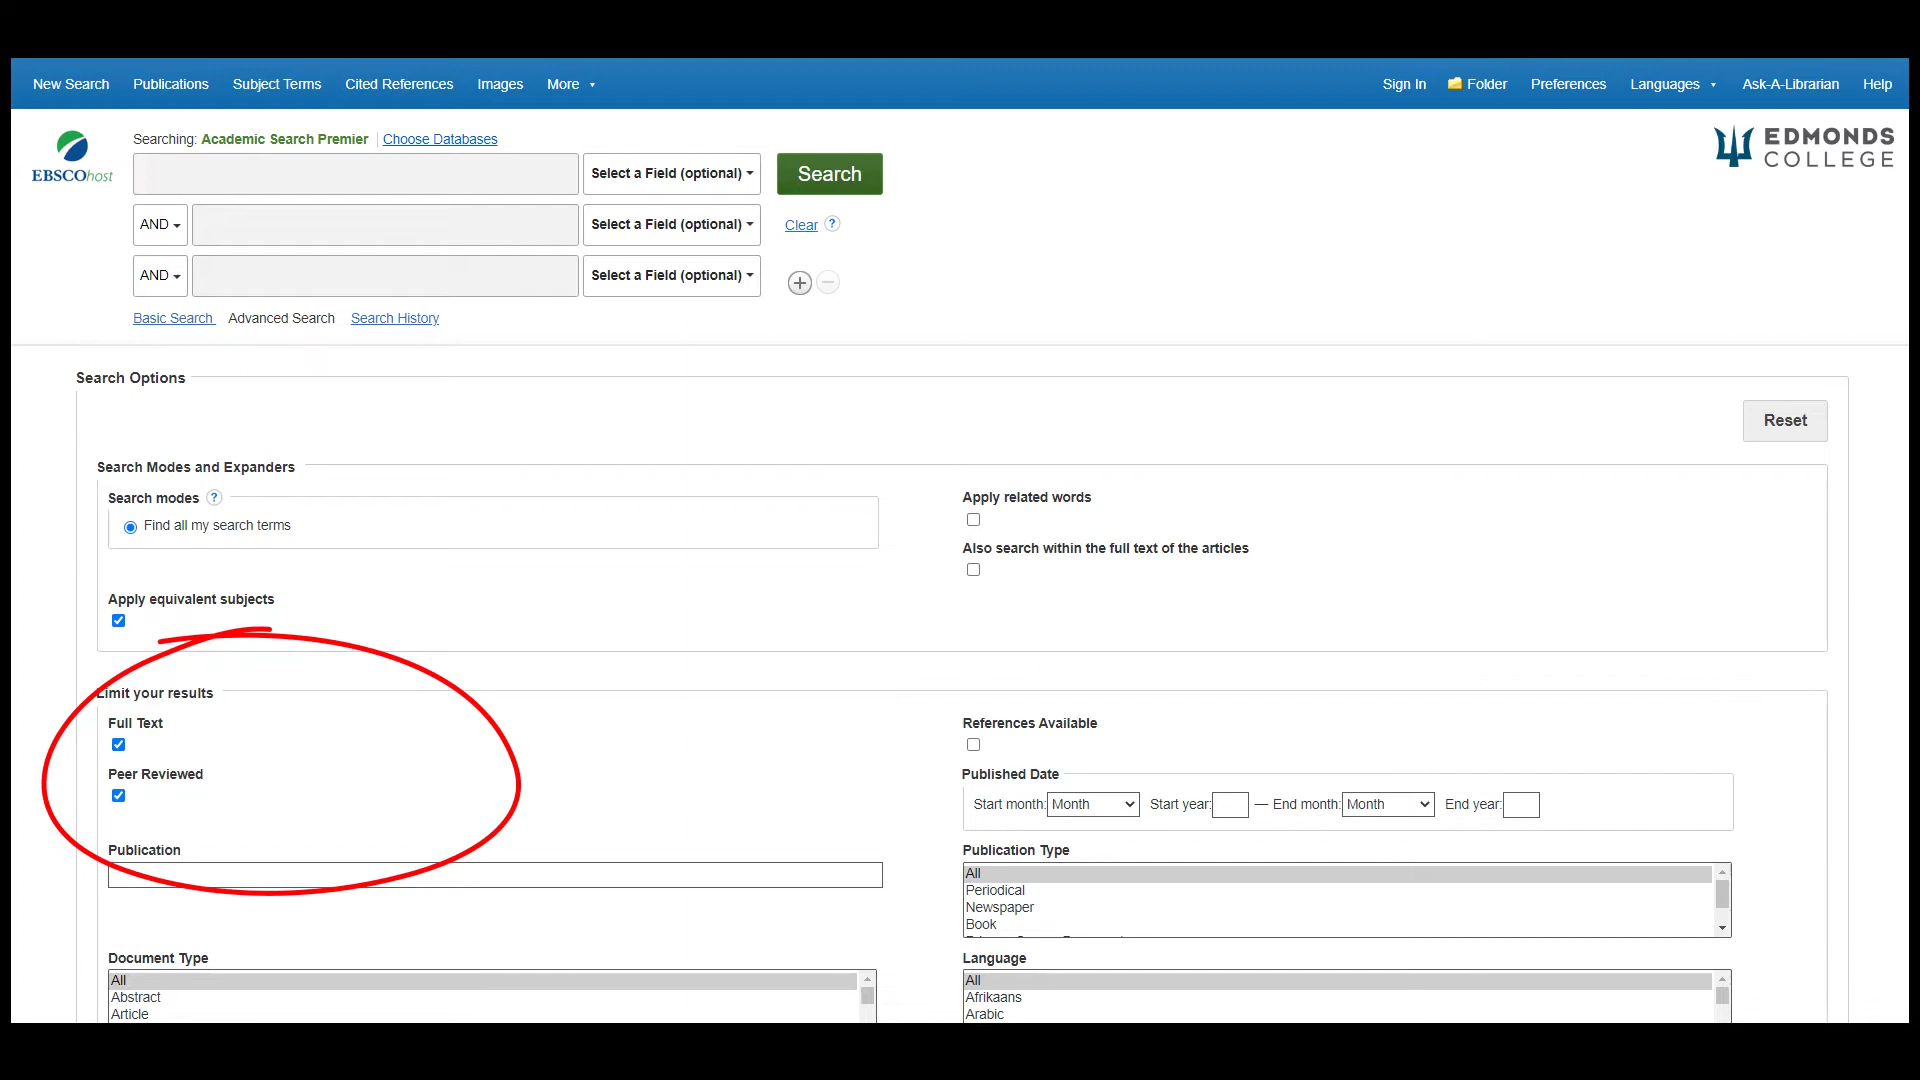 New Search Publications Subject Terms Cited References Images More Sign In Folder Preferences Languages Ask-A-Librarian Help
EBSCOhost
Searching: Academic Search Premier Choose Databases
EDMONDS
COLLEGE
Select a Field (optional) Search
AND Select a Field (optional) Clear ?
AND Select a Field (optional)
Basic Search Advanced Search Search History
Search Options
Reset
Search Modes and Expanders
Search modes ?
Find all my search terms
Apply related words
Also search within the full text of the articles
Apply equivalent subjects
Limit your results
Full Text
References Available
Peer Reviewed
Published Date
Start month: Month Start year: — End month: Month End year:
Publication
Publication Type
All
Periodical
Newspaper
Book
Document Type
All
Abstract
Article
Language
All
Afrikaans
Arabic